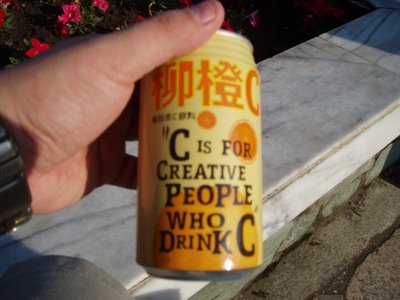 柳橙C
"C IS FOR
CREATIVE
PEOPLE
WHO
DRINK C"